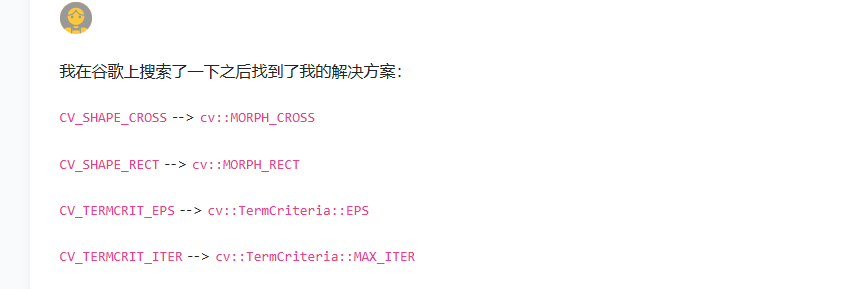 我在谷歌上搜索了一下之后找到了我的解决方案：
CV_SHAPE_CROSS --> cv::MORPH_CROSS
CV_SHAPE_RECT --> cv::MORPH_RECT
CV_TERMCRIT_EPS --> cv::TermCriteria::EPS
CV_TERMCRIT_ITER --> cv::TermCriteria::MAX_ITER